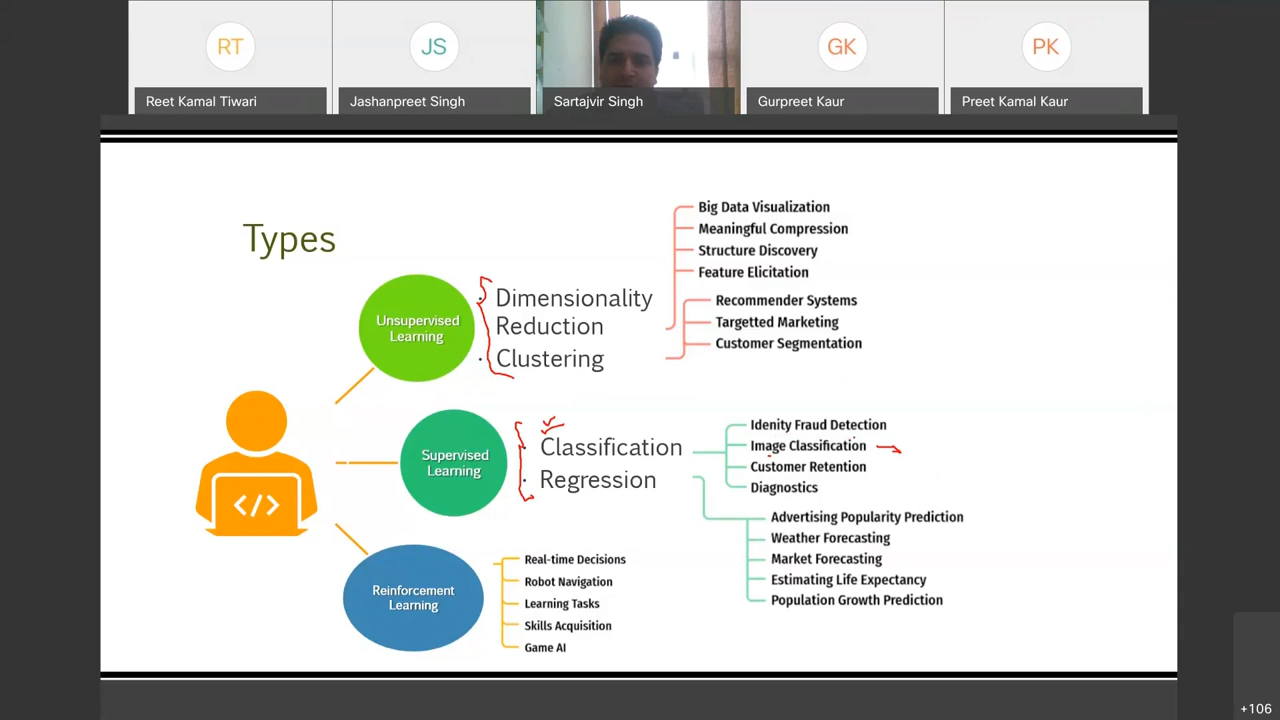 RT
JS
GK
PK
Reet Kamal Tiwari
Jashanpreet Singh
Sartajvir Singh
Gurpreet Kaur
Preet Kamal Kaur
Types
Unsupervised
Learning
· Dimensionality
Reduction
· Clustering
Big Data Visualization
Meaningful Compression
Structure Discovery
Feature Elicitation
Recommender Systems
Targetted Marketing
Customer Segmentation
Supervised
Learning
· Classification
· Regression
Idenity Fraud Detection
Image Classification
Customer Retention
Diagnostics
Advertising Popularity Prediction
Weather Forecasting
Market Forecasting
Estimating Life Expectancy
Population Growth Prediction
</>
Reinforcement
Learning
Real-time Decisions
Robot Navigation
Learning Tasks
Skills Acquisition
Game AI
+106